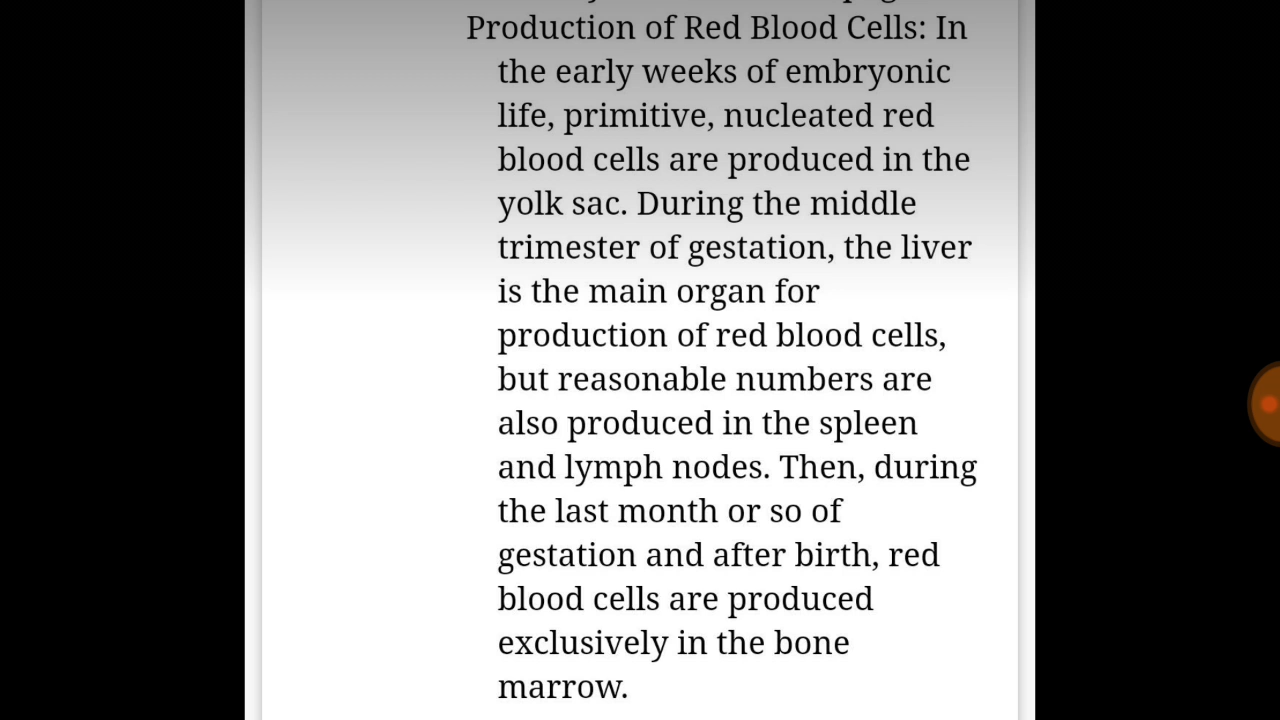 Production of Red Blood Cells: In
the early weeks of embryonic
life, primitive, nucleated red
blood cells are produced in the
yolk sac. During the middle
trimester of gestation, the liver
is the main organ for
production of red blood cells,
but reasonable numbers are
also produced in the spleen
and lymph nodes. Then, during
the last month or so of
gestation and after birth, red
blood cells are produced
exclusively in the bone
marrow.